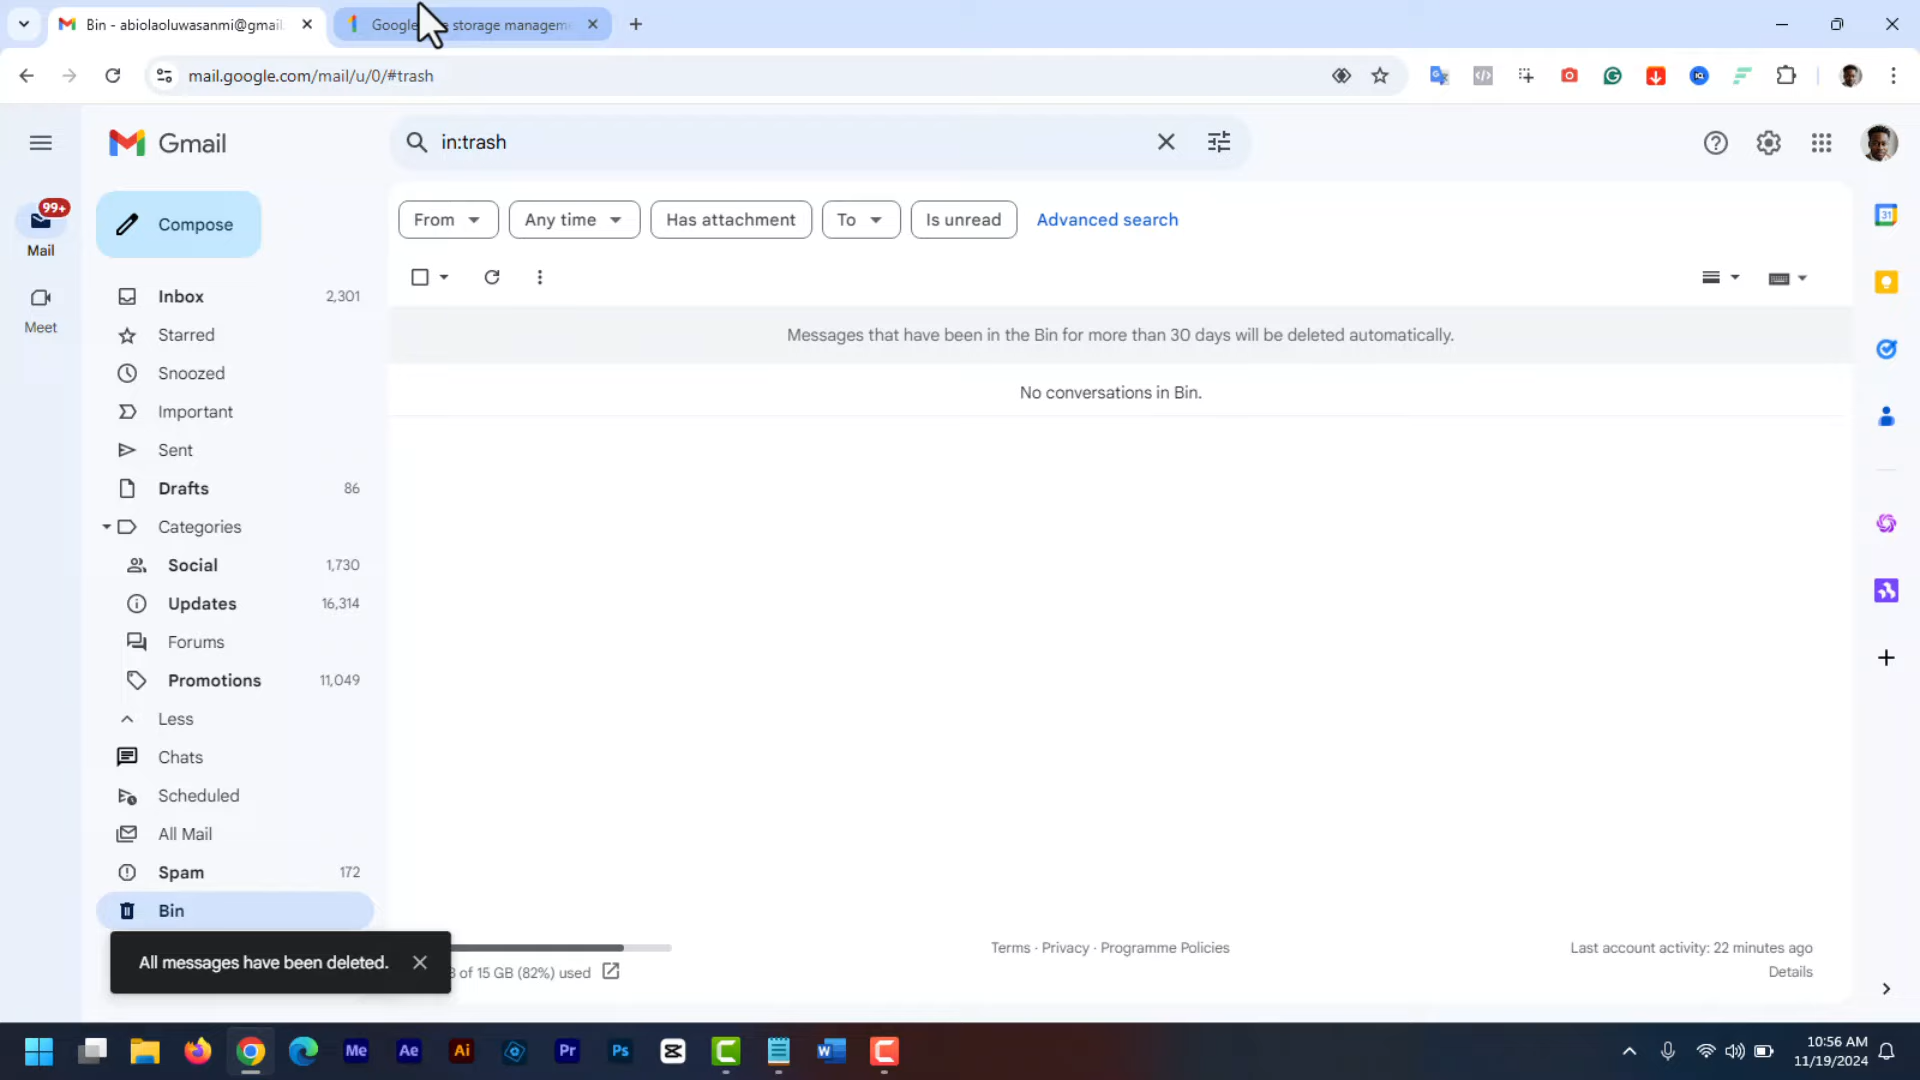 Bin - abiolaoluwasanmi@gmail.
Google storage managem
mail.google.com/mail/u/0/#trash
Gmail
in:trash
99+
Mail
Meet
Compose
From
Any time
Has attachment
To
Is unread
Advanced search
Inbox 2,301
Starred
Snoozed
Important
Sent
Drafts 86
Categories
Social 1,730
Updates 16,314
Forums
Promotions 11,049
Less
Chats
Scheduled
All Mail
Spam 172
Bin
Messages that have been in the Bin for more than 30 days will be deleted automatically.
No conversations in Bin.
31
All messages have been deleted.
of 15 GB (82%) used
Terms · Privacy · Programme Policies
Last account activity: 22 minutes ago
Details
Me
Ae
Ai
Pr
Ps
W
10:56 AM
11/19/2024